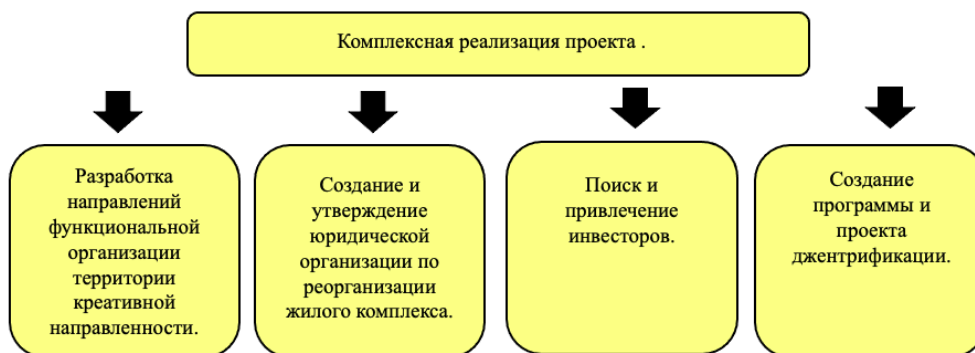 Комплексная реализация проекта .
Разработка
направлений
функциональной
организации
территории
креативной
направленности.
Создание и
утверждение
юридической
организации по
реорганизации
жилого комплекса.
Поиск и
привлечение
инвесторов.
Создание
программы и
проекта
джентрификации.